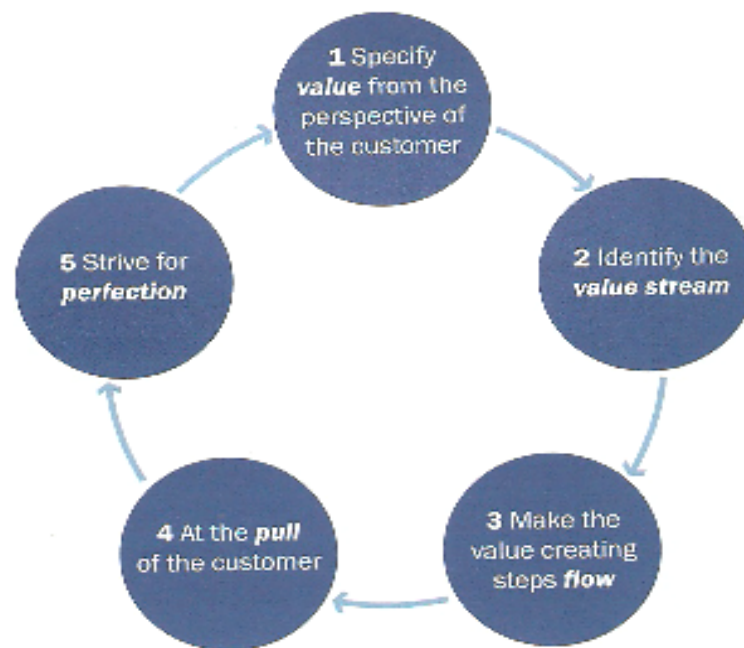 1 Specify
value from the
perspective of
the customer
2 Identify the
value stream
3 Make the
value creating
steps flow
4 At the pull
of the customer
5 Strive for
perfection